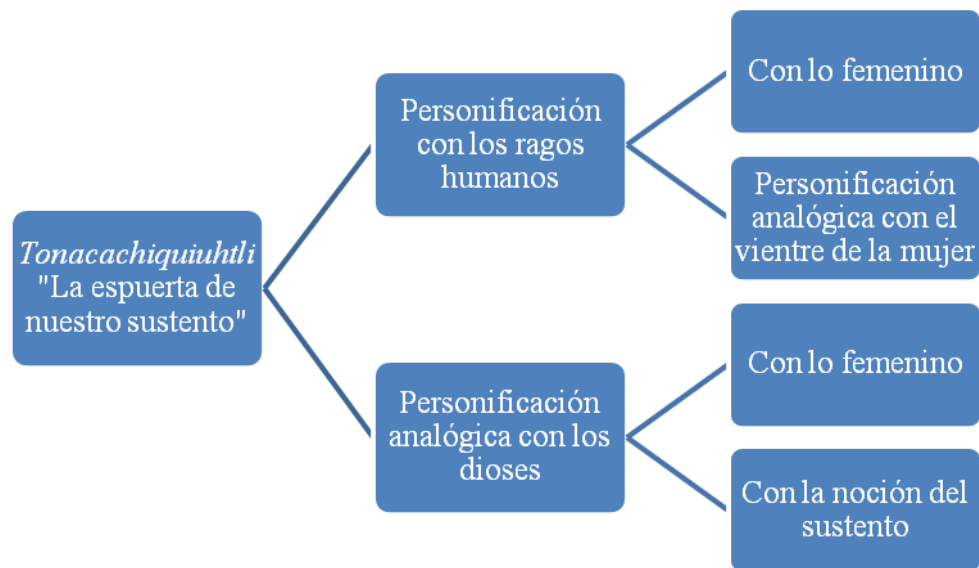 Tonacachiquiuhtli
"La espuerta de
nuestro sustento"
Personificación
con los ragos
humanos
Con lo femenino
Personificación
analógica con el
vientre de la mujer
Personificación
analógica con los
dioses
Con lo femenino
Con la noción del
sustento